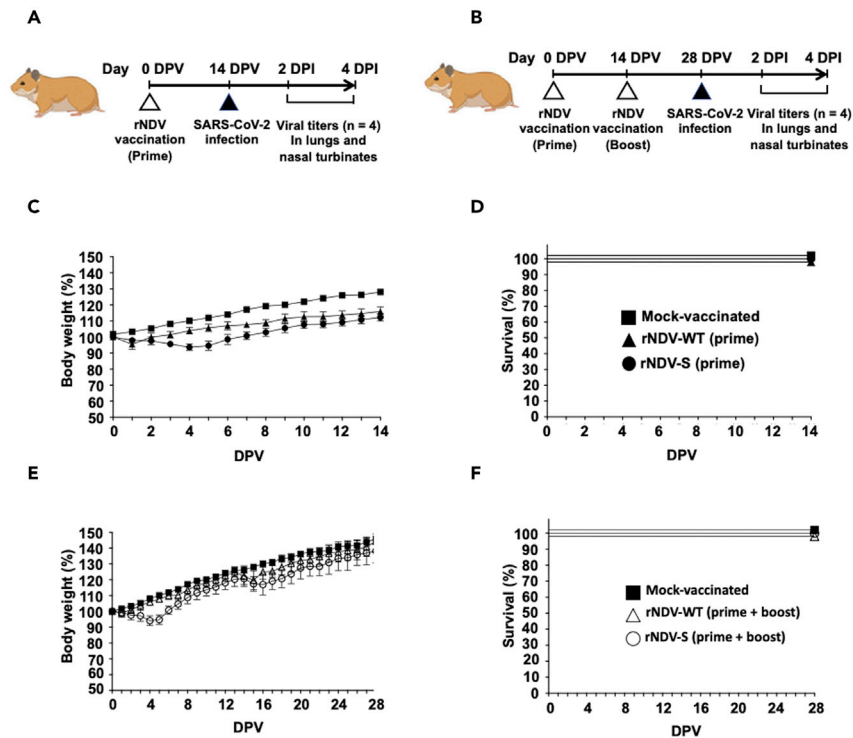 A
Day 0 DPV 14 DPV 2 DPI 4 DPI
rNDV
vaccination
(Prime)
SARS-CoV-2
infection
Viral titers (n = 4)
In lungs and
nasal turbinates
B
Day 0 DPV 14 DPV 28 DPV 2 DPI 4 DPI
rNDV
vaccination
(Prime)
rNDV
vaccination
(Boost)
SARS-CoV-2
infection
Viral titers (n = 4)
In lungs and
nasal turbinates
C
Body weight (%)
150
140
130
120
110
100
90
80
70
60
50
0 2 4 6 8 10 12 14
DPV
D
Survival (%)
100
90
80
70
60
50
40
30
20
10
0
0 2 4 6 8 10 12 14
DPV
Mock-vaccinated
rNDV-WT (prime)
rNDV-S (prime)
E
Body weight (%)
150
140
130
120
110
100
90
80
70
60
50
0 4 8 12 16 20 24 28
DPV
F
Survival (%)
100
90
80
70
60
50
40
30
20
10
0
0 4 8 12 16 20 24 28
DPV
Mock-vaccinated
rNDV-WT (prime + boost)
rNDV-S (prime + boost)